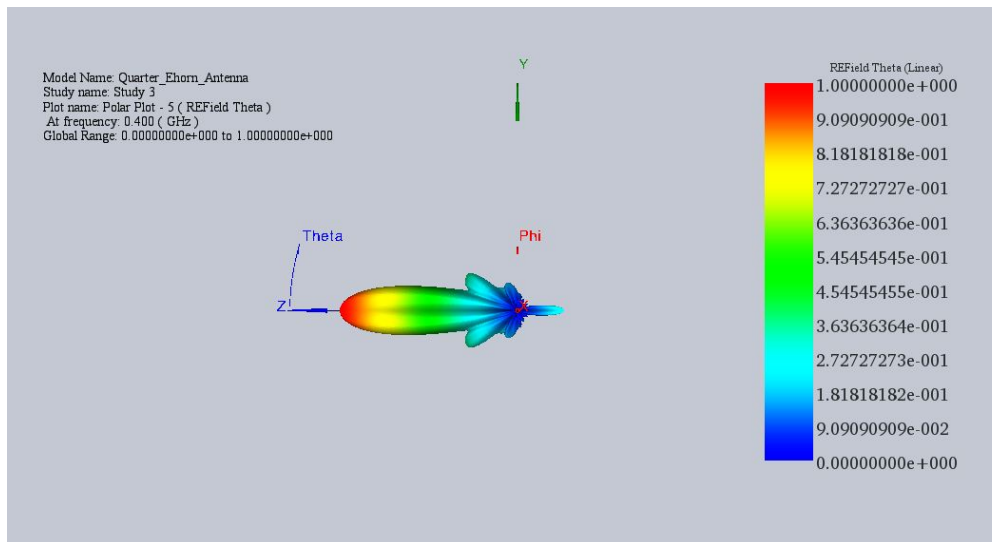 Model Name: Quarter_Ehorn_Antenna
Study name: Study 3
Plot name: Polar Plot - 5 ( REField Theta )
At frequency: 0.400 ( GHz )
Global Range: 0.00000000e+000 to 1.00000000e+000
Y
Theta
Phi
Z
REField Theta (Linear)
1.00000000e+000
9.09090909e-001
8.18181818e-001
7.27272727e-001
6.36363636e-001
5.45454545e-001
4.54545455e-001
3.63636364e-001
2.72727273e-001
1.81818182e-001
9.09090909e-002
0.00000000e+000